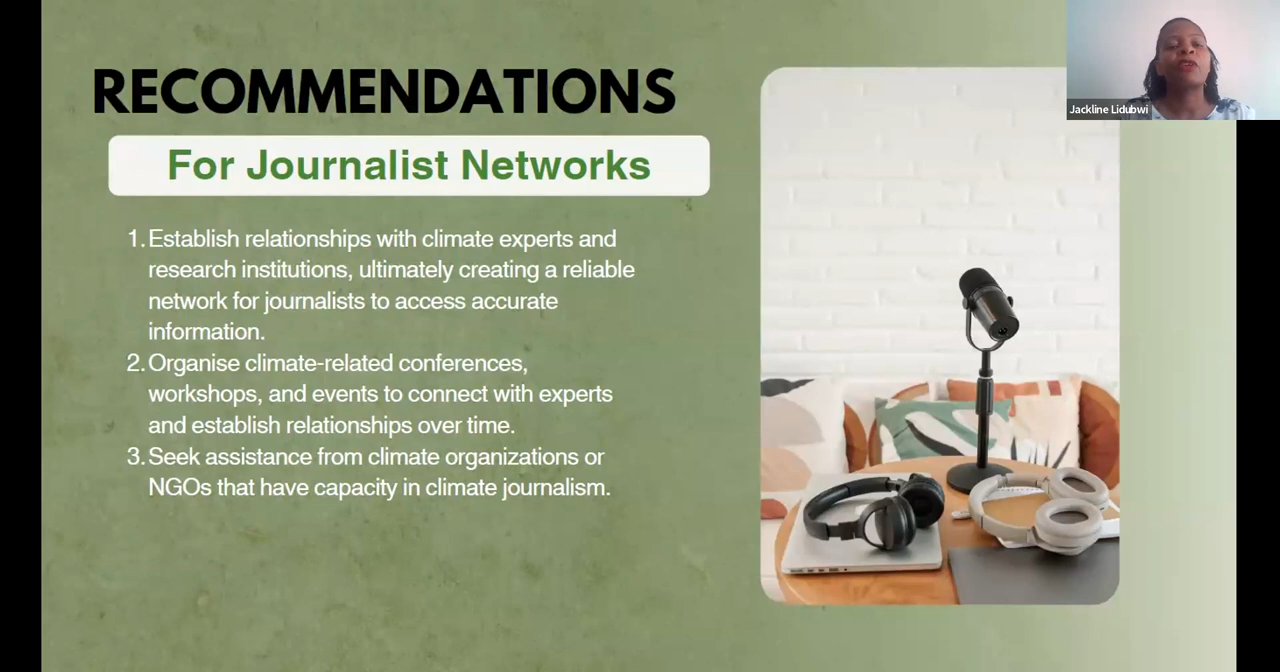 RECOMMENDATIONS
For Journalist Networks
1. Establish relationships with climate experts and
research institutions, ultimately creating a reliable
network for journalists to access accurate
information.
2. Organise climate-related conferences,
workshops, and events to connect with experts
and establish relationships over time.
3. Seek assistance from climate organizations or
NGOs that have capacity in climate journalism.
Jackline Lidubwi